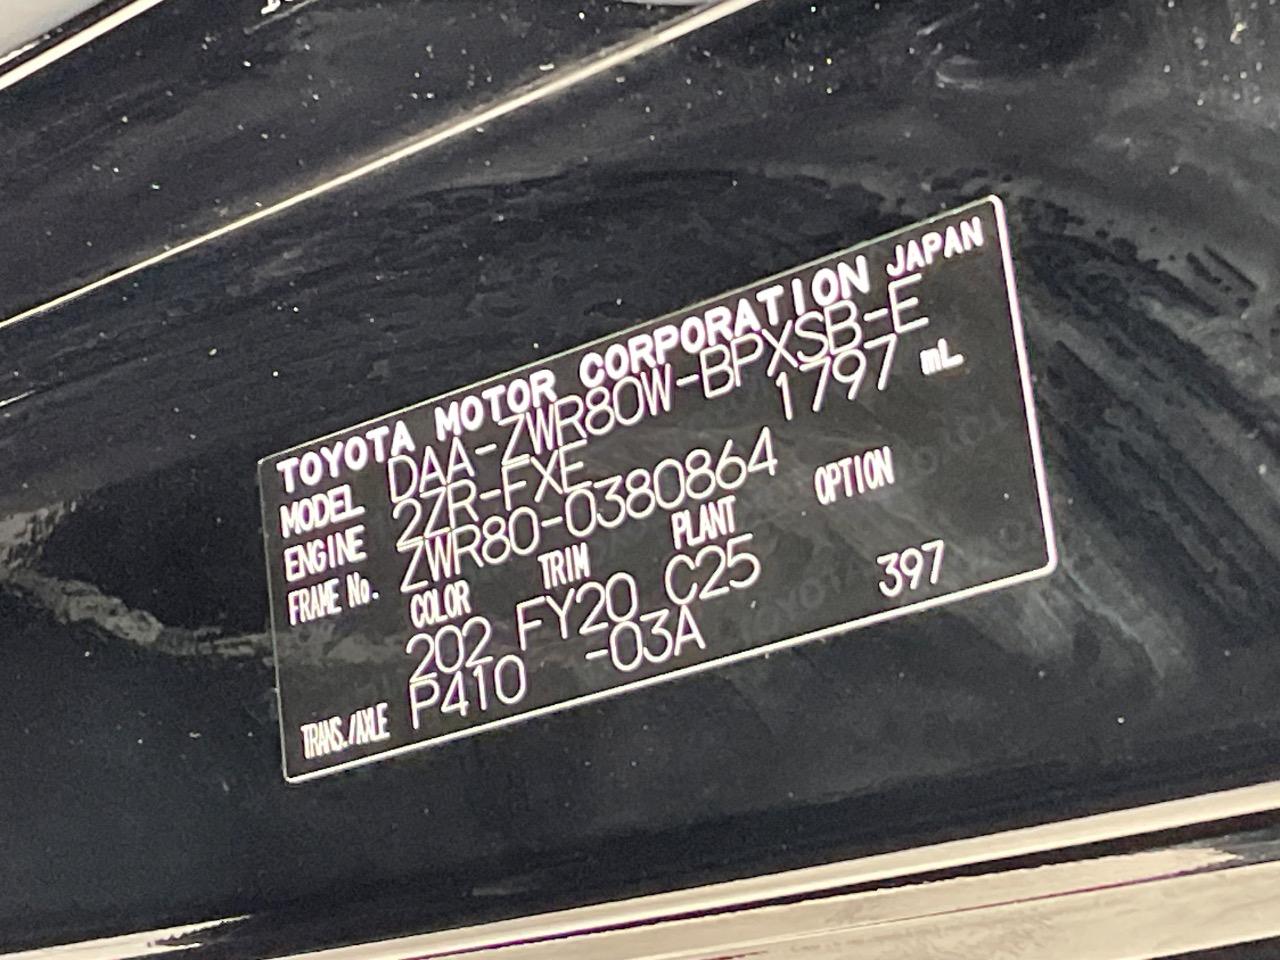 TOYOTA MOTOR CORPORATION JAPAN
MODEL DAA-ZWR80W-BPXSB-E
ENGINE 2ZR-FXE 1797 mL
FRAME No. ZWR80-0380864
COLOR TRIM PLANT OPTION
202 FY20 C25 397
TRANS./AXLE P410 -03A